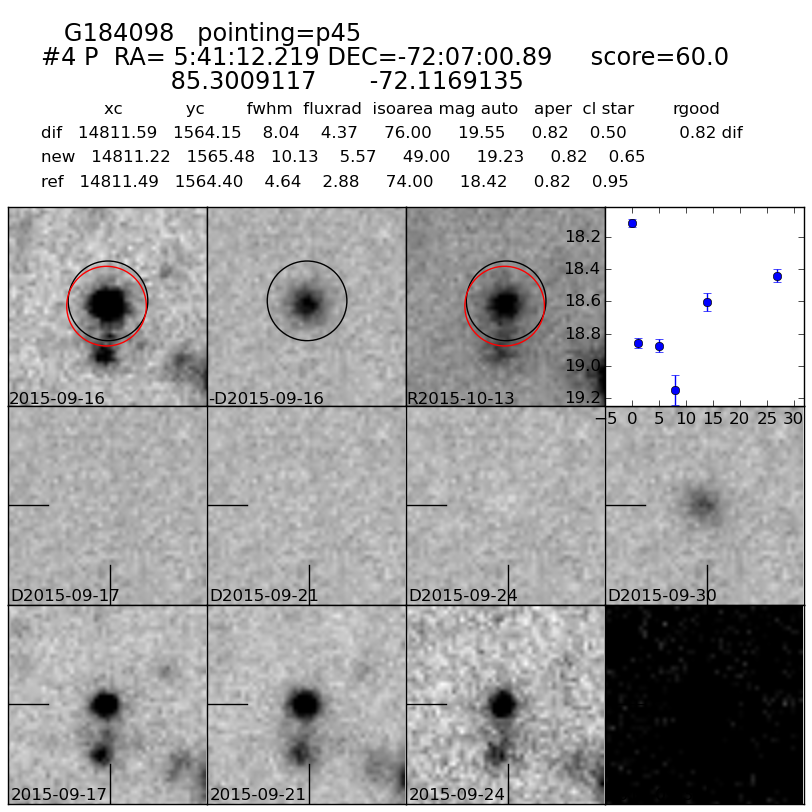 G184098 pointing=p45
#4 P RA= 5:41:12.219 DEC=-72:07:00.89 score=60.0
85.3009117 -72.1169135
xc yc fwhm fluxrad isoarea mag auto aper cl star rgood
dif 14811.59 1564.15 8.04 4.37 76.00 19.55 0.82 0.50 0.82 dif
new 14811.22 1565.48 10.13 5.57 49.00 19.23 0.82 0.65
ref 14811.49 1564.40 4.64 2.88 74.00 18.42 0.82 0.95
18.2
18.4
18.6
18.8
19.0
19.2
2015-09-16 -D2015-09-16 R2015-10-13
−5 0 5 10 15 20 25 30
D2015-09-17 D2015-09-21 D2015-09-24 D2015-09-30
2015-09-17 2015-09-21 2015-09-24